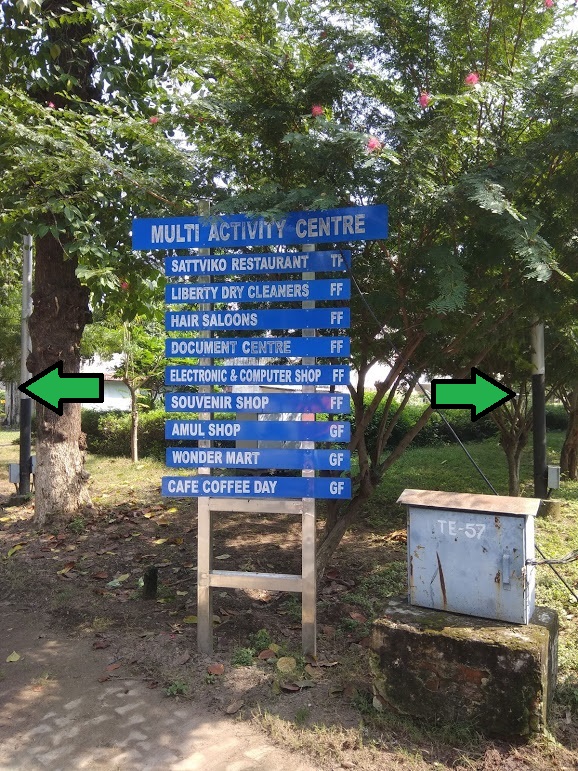 MULTI ACTIVITY CENTRE
SATTVIKO RESTAURANT TF
LIBERTY DRY CLEANERS FF
HAIR SALOONS FF
DOCUMENT CENTRE FF
ELECTRONIC & COMPUTER SHOP FF
SOUVENIR SHOP FF
AMUL SHOP GF
WONDER MART GF
CAFE COFFEE DAY GF
TE-57